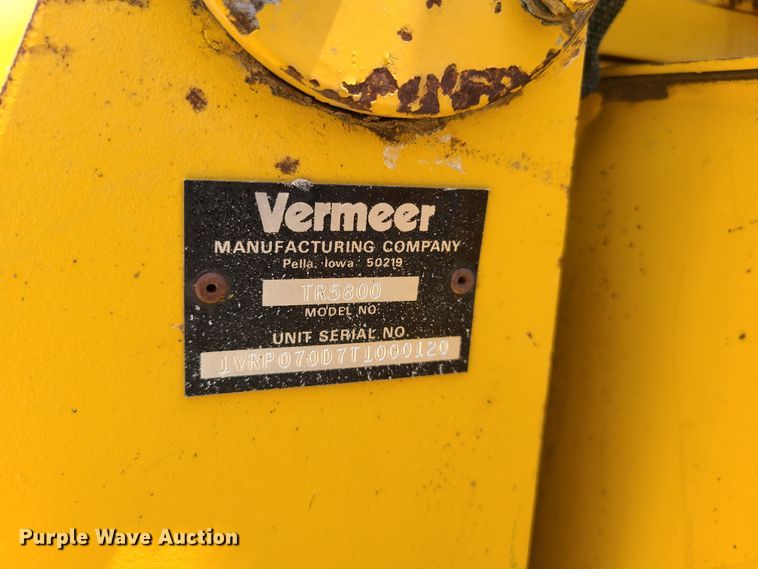 Vermeer
MANUFACTURING COMPANY
Pella, Iowa 50219
TR5800
MODEL NO
UNIT SERIAL NO.
1VRP070D7T1000120
Purple Wave Auction